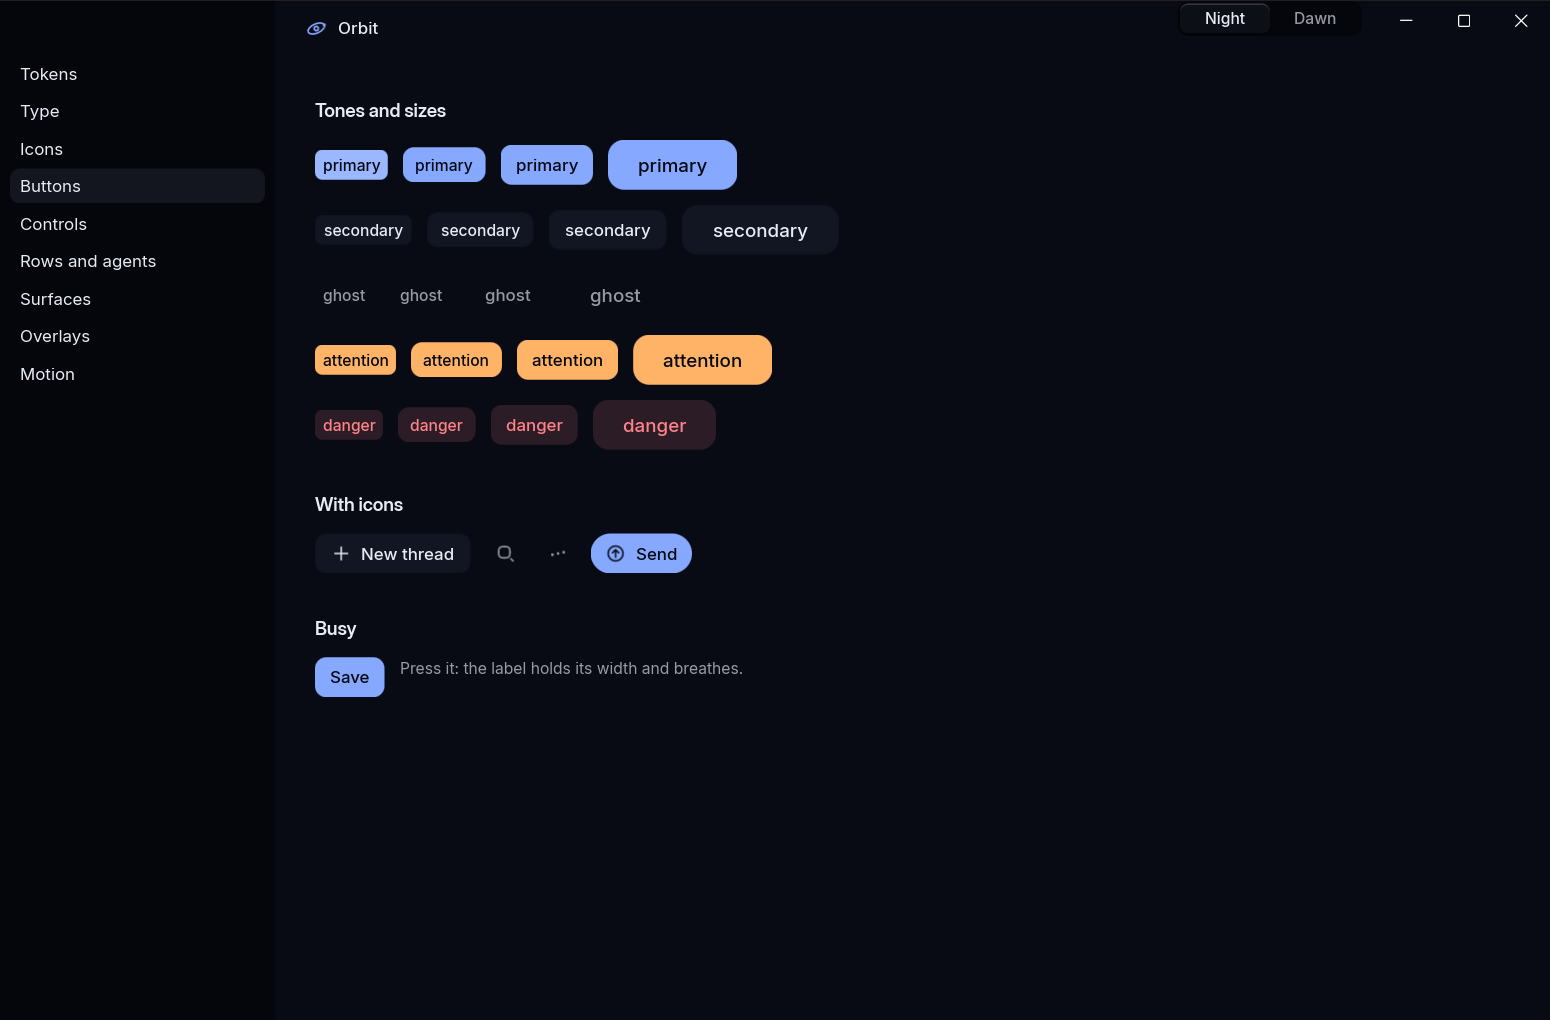 Orbit
Night Dawn
Tokens
Type
Icons
Buttons
Controls
Rows and agents
Surfaces
Overlays
Motion
Tones and sizes
primary primary primary primary
secondary secondary secondary secondary
ghost ghost ghost ghost
attention attention attention attention
danger danger danger danger
With icons
New thread Send
Busy
Save Press it: the label holds its width and breathes.